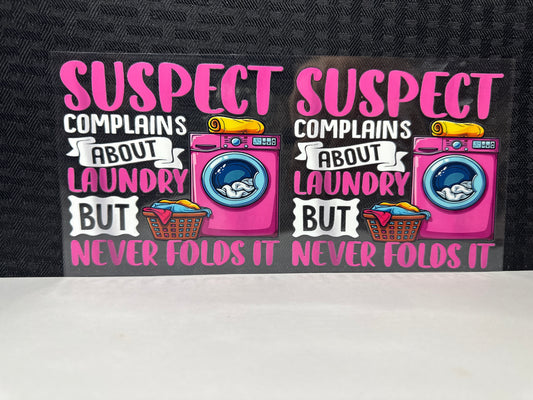 SUSPECT
COMPLAINS
ABOUT
LAUNDRY
BUT
NEVER FOLDS IT
SUSPECT
COMPLAINS
ABOUT
LAUNDRY
BUT
NEVER FOLDS IT